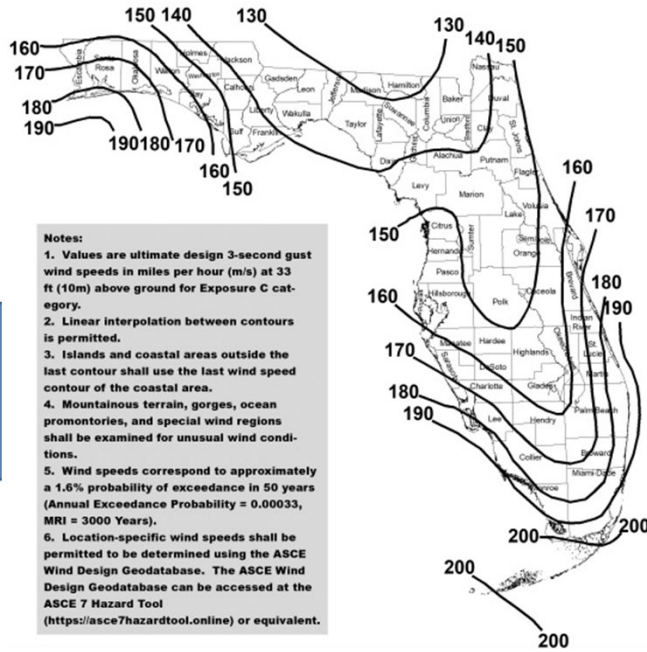 150 140
130
130
140
150
160
170
180
190
190 180 170
160
150
Escambia
Santa
Rosa
Okaloosa
Walton
Holmes
Washington
Bay
Jackson
Calhoun
Gulf
Liberty
Franklin
Gadsden
Leon
Wakulla
Jefferson
Madison
Taylor
Hamilton
Suwannee
Lafayette
Columbia
Baker
Union
Bradford
Nassau
Duval
Clay
St. Johns
Alachua
Putnam
Flagler
Levy
Marion
Volusia
160
170
180
190
150
Citrus
Sumter
Lake
Seminole
Hernando
Orange
Pasco
Brevard
Hillsborough
Polk
Osceola
160
Indian
River
Manatee
Hardee
Okeechobee
St.
Lucie
170
Sarasota
DeSoto
Highlands
Martin
Charlotte
Glades
180
190
Lee
Hendry
Palm Beach
Collier
Broward
Miami-Dade
Monroe
200
200
200
200
Notes:
1. Values are ultimate design 3-second gust
wind speeds in miles per hour (m/s) at 33
ft (10m) above ground for Exposure C cat-
egory.
2. Linear interpolation between contours
is permitted.
3. Islands and coastal areas outside the
last contour shall use the last wind speed
contour of the coastal area.
4. Mountainous terrain, gorges, ocean
promontories, and special wind regions
shall be examined for unusual wind condi-
tions.
5. Wind speeds correspond to approximately
a 1.6% probability of exceedance in 50 years
(Annual Exceedance Probability = 0.00033,
MRI = 3000 Years).
6. Location-specific wind speeds shall be
permitted to be determined using the ASCE
Wind Design Geodatabase. The ASCE Wind
Design Geodatabase can be accessed at the
ASCE 7 Hazard Tool
(https://asce7hazardtool.online) or equivalent.